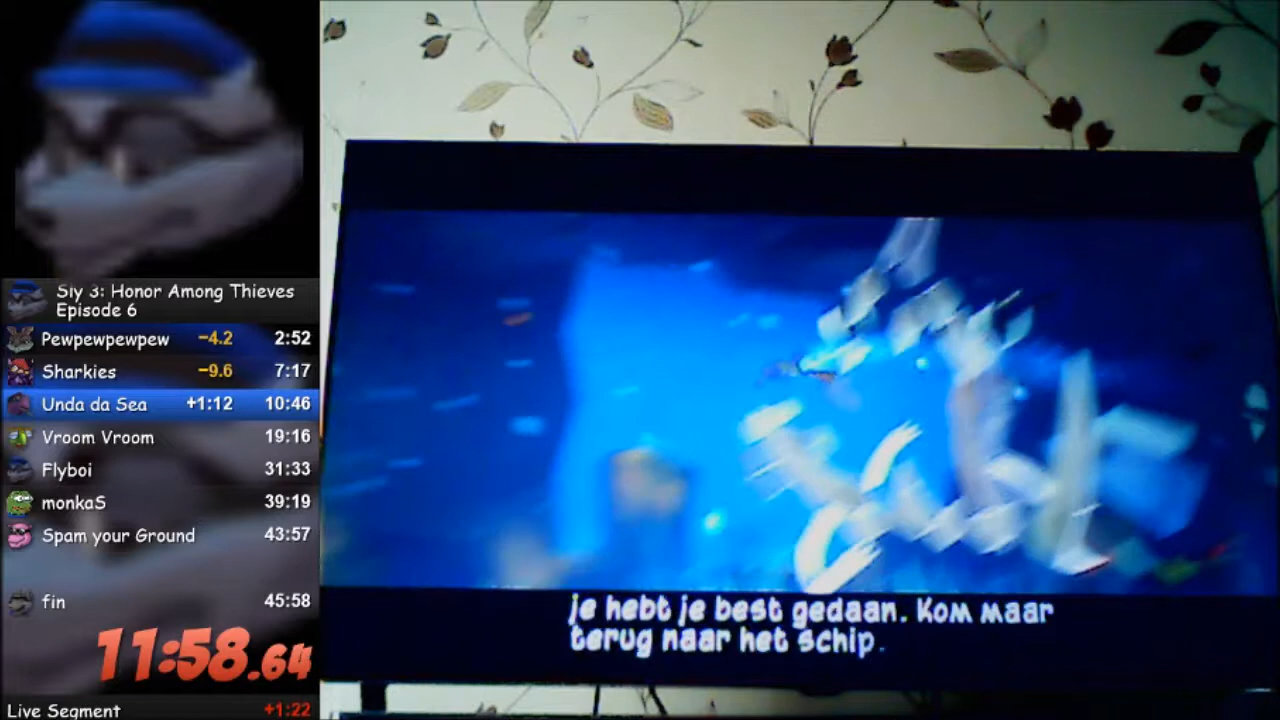 Sly 3: Honor Among Thieves
Episode 6
Pewpewpewpew −4.2 2:52
Sharkies −9.6 7:17
Unda da Sea +1:12 10:46
Vroom Vroom 19:16
Flyboi 31:33
monkaS 39:19
Spam your Ground 43:57
fin 45:58
11:58.64
Live Segment +1:22
je hebt je best gedaan. Kom maar
terug naar het schip.